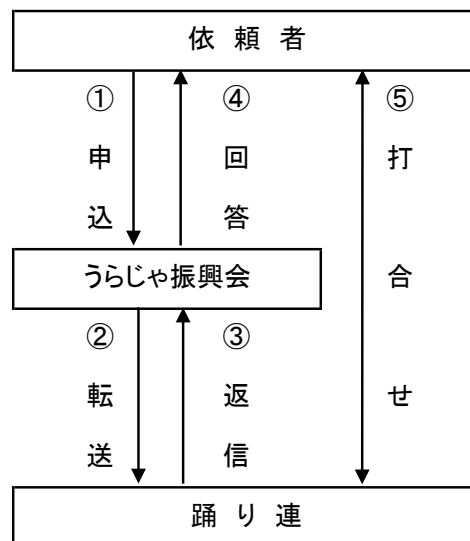 依頼者
①申込
④回答
⑤打合せ
うらじゃ振興会
②転送
③返信
踊り連